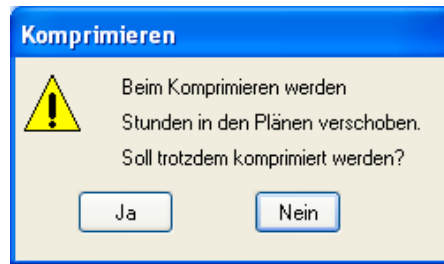 Komprimieren
Beim Komprimieren werden
Stunden in den Plänen verschoben.
Soll trotzdem komprimiert werden?
Ja
Nein